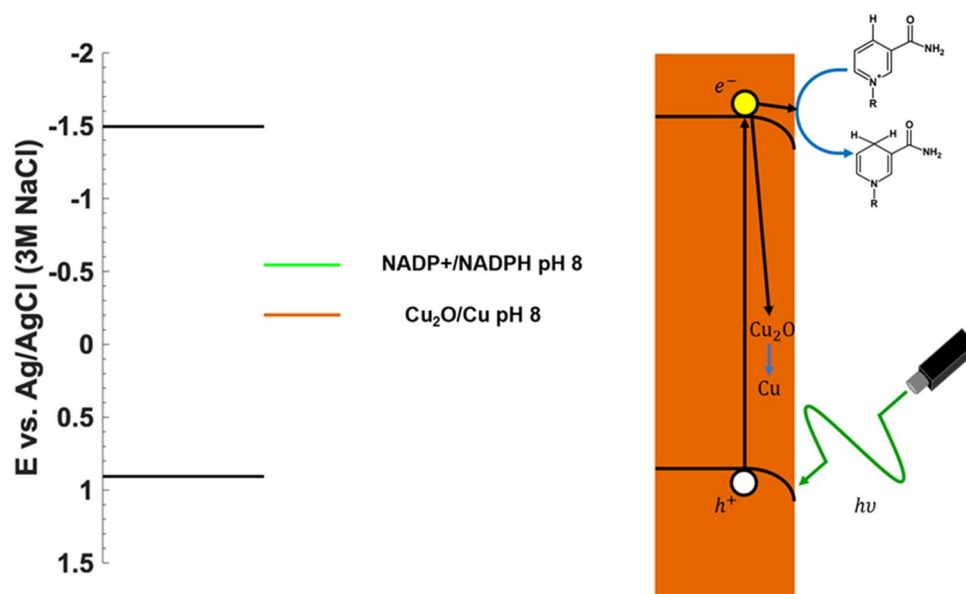 E vs. Ag/AgCl (3M NaCl)
-2
-1.5
-1
-0.5
0
0.5
1
1.5
NADP+/NADPH pH 8
Cu₂O/Cu pH 8
e⁻
Cu₂O
Cu
h⁺
hυ
H
O
NH₂
N⁺
R
H H
O
NH₂
N
R